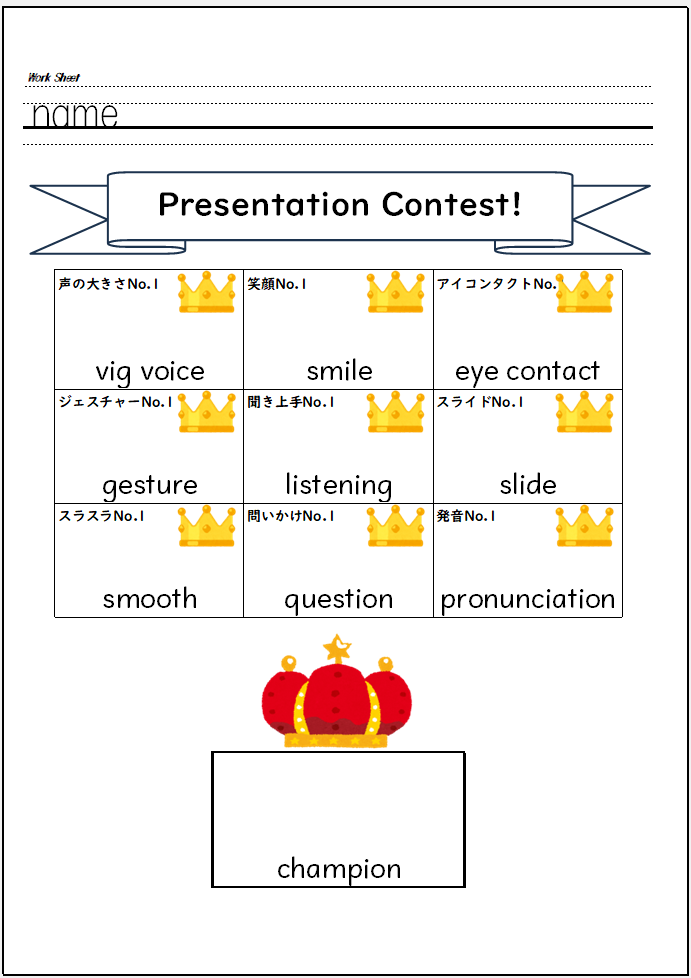 Work Sheet
name
Presentation Contest!
声の大きさNo.1
笑顔No.1
アイコンタクトNo.
vig voice
smile
eye contact
ジェスチャーNo.1
聞き上手No.1
スライドNo.1
gesture
listening
slide
スラスラNo.1
問いかけNo.1
発音No.1
smooth
question
pronunciation
champion